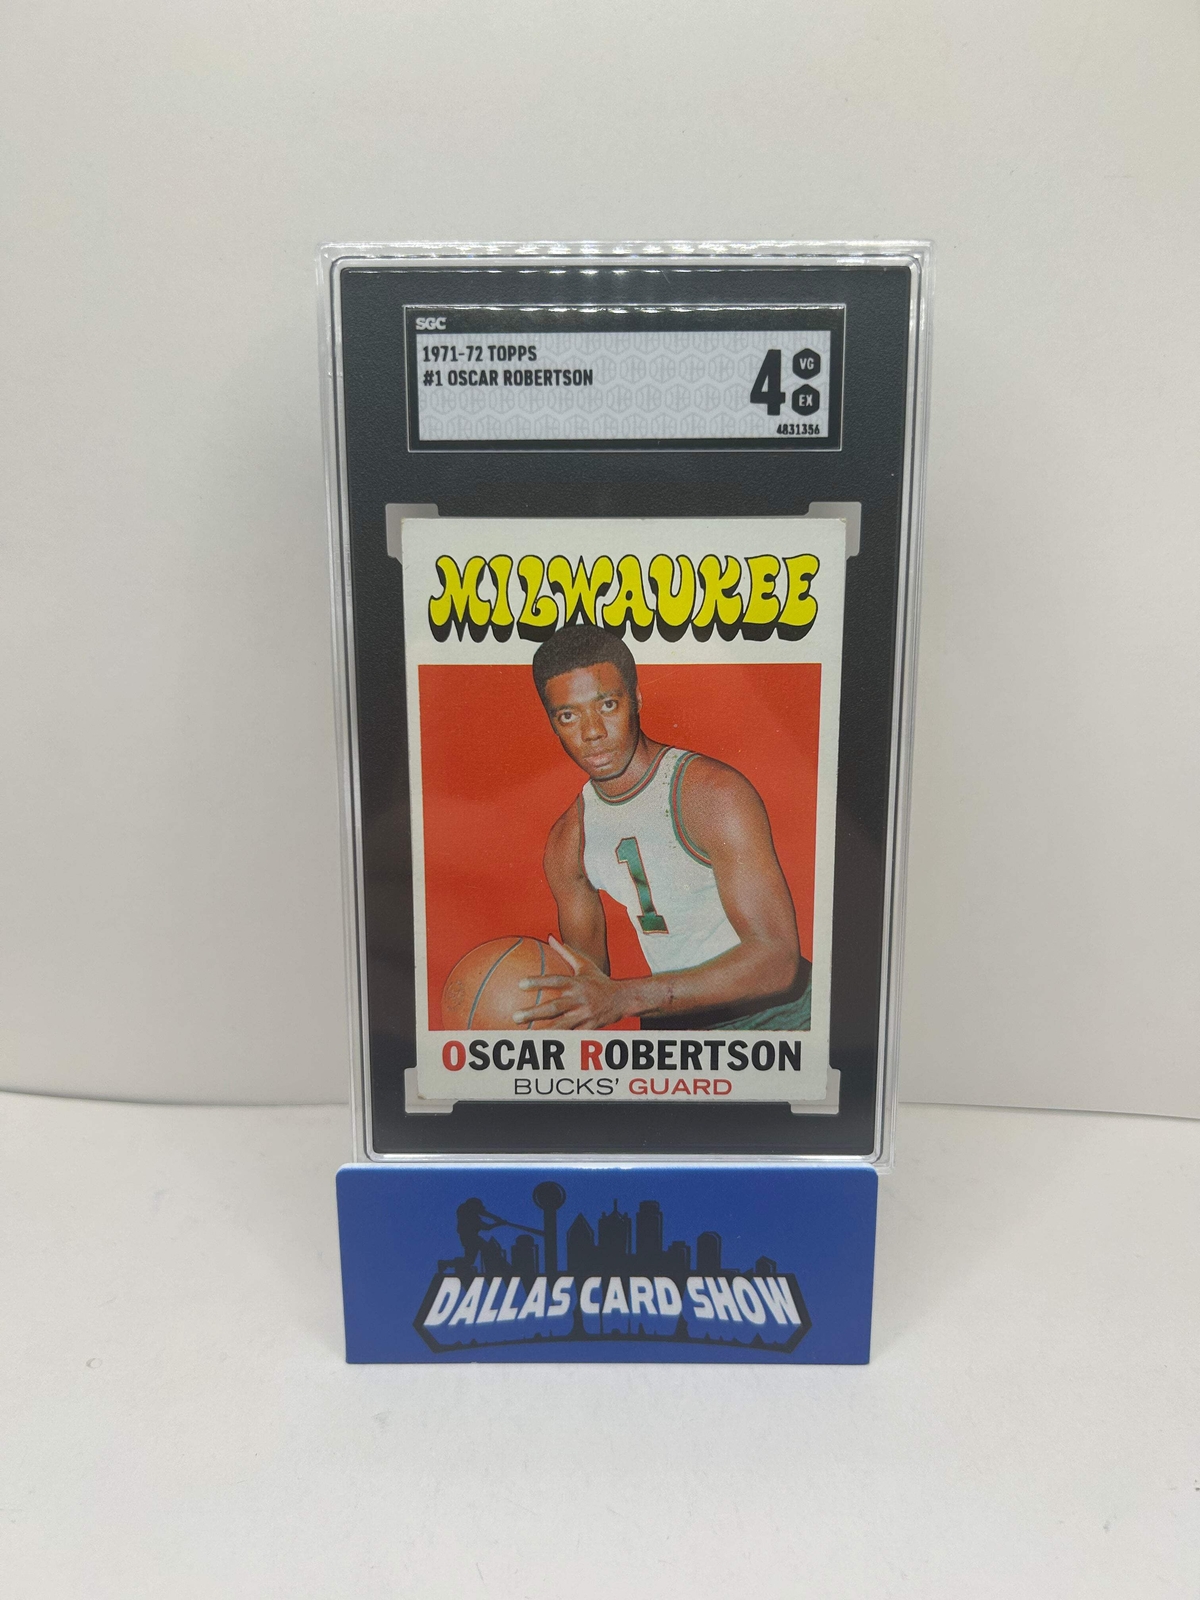 SGC
1971-72 TOPPS
#1 OSCAR ROBERTSON
4 VG
EX
4831356
MILWAUKEE
1
OSCAR ROBERTSON
BUCKS' GUARD
DALLAS CARD SHOW